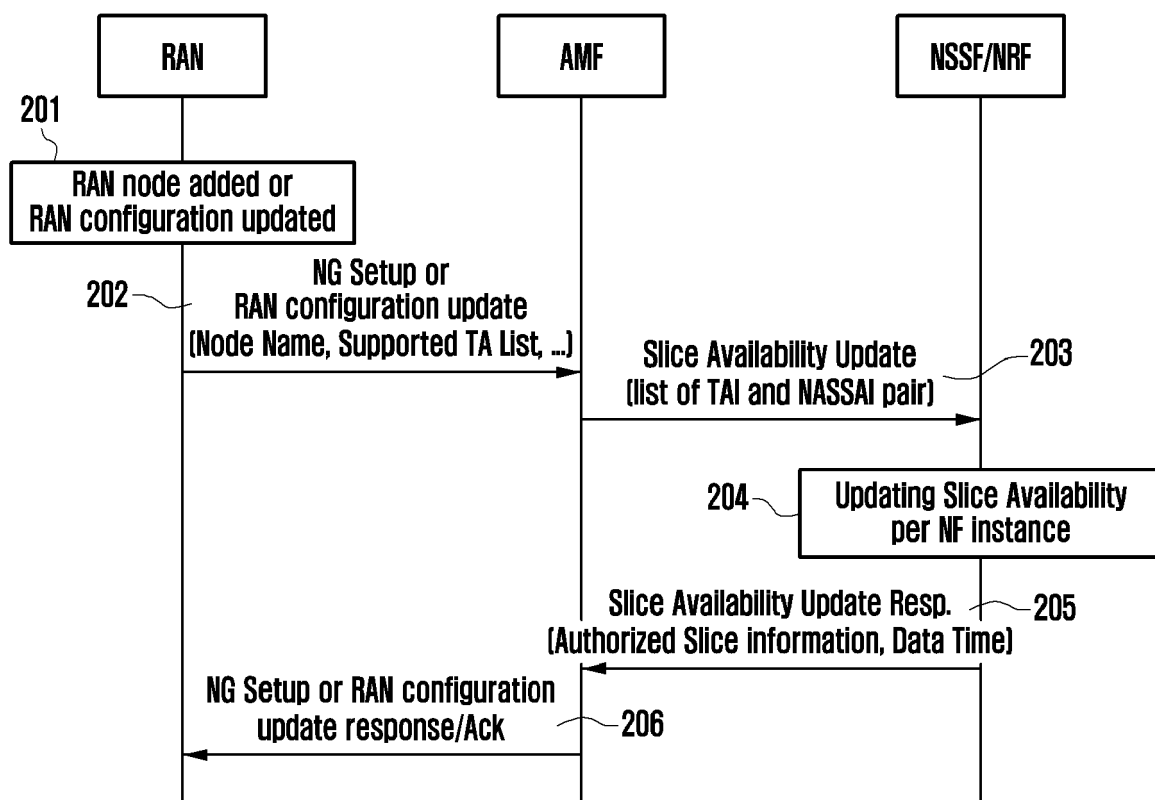 RAN
AMF
NSSF/NRF
201
RAN node added or
RAN configuration updated
202
NG Setup or
RAN configuration update
(Node Name, Supported TA List, ...)
Slice Availability Update
(list of TAI and NASSAI pair)
203
204
Updating Slice Availability
per NF instance
Slice Availability Update Resp.
(Authorized Slice information, Data Time)
205
NG Setup or RAN configuration
update response/Ack
206